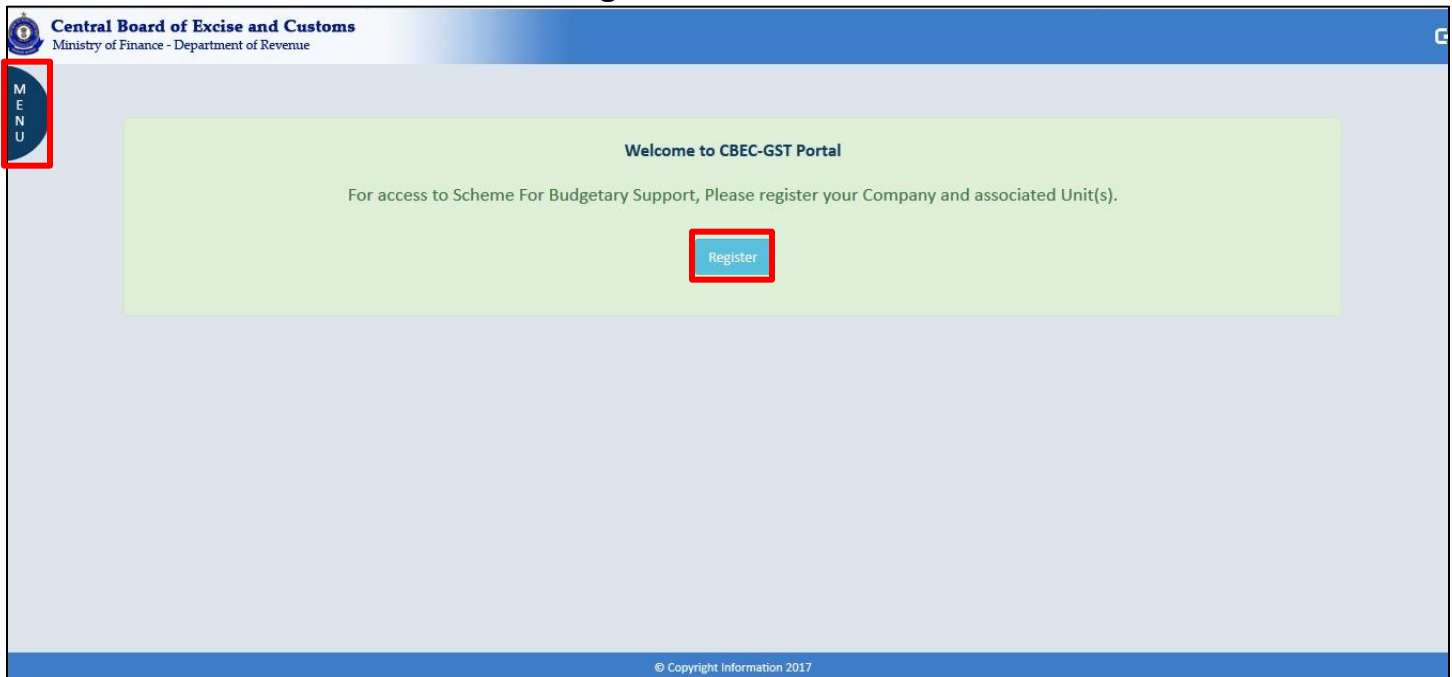 Central Board of Excise and Customs
Ministry of Finance - Department of Revenue
MENU
Welcome to CBEC-GST Portal
For access to Scheme For Budgetary Support, Please register your Company and associated Unit(s).
Register
© Copyright Information 2017